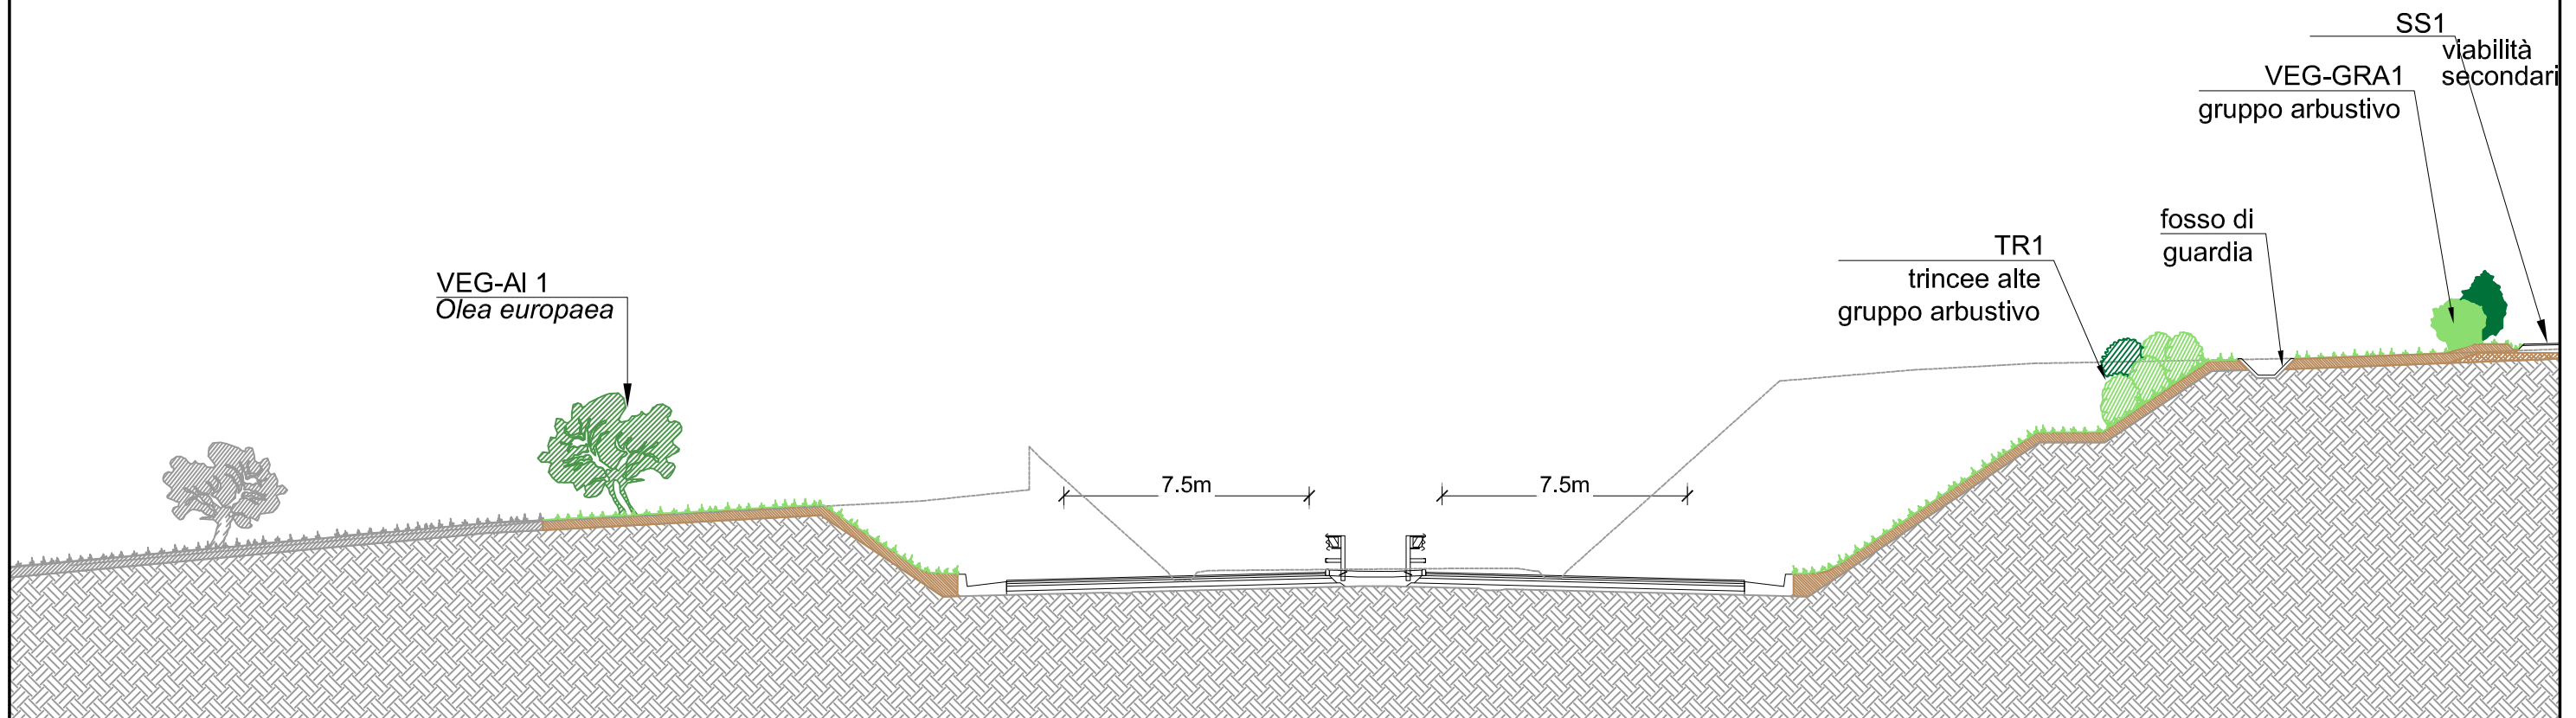 SS1
viabilità
secondari
VEG-GRA1
gruppo arbustivo
fosso di
guardia
TR1
trincee alte
gruppo arbustivo
VEG-AI 1
Olea europaea
7.5m
7.5m